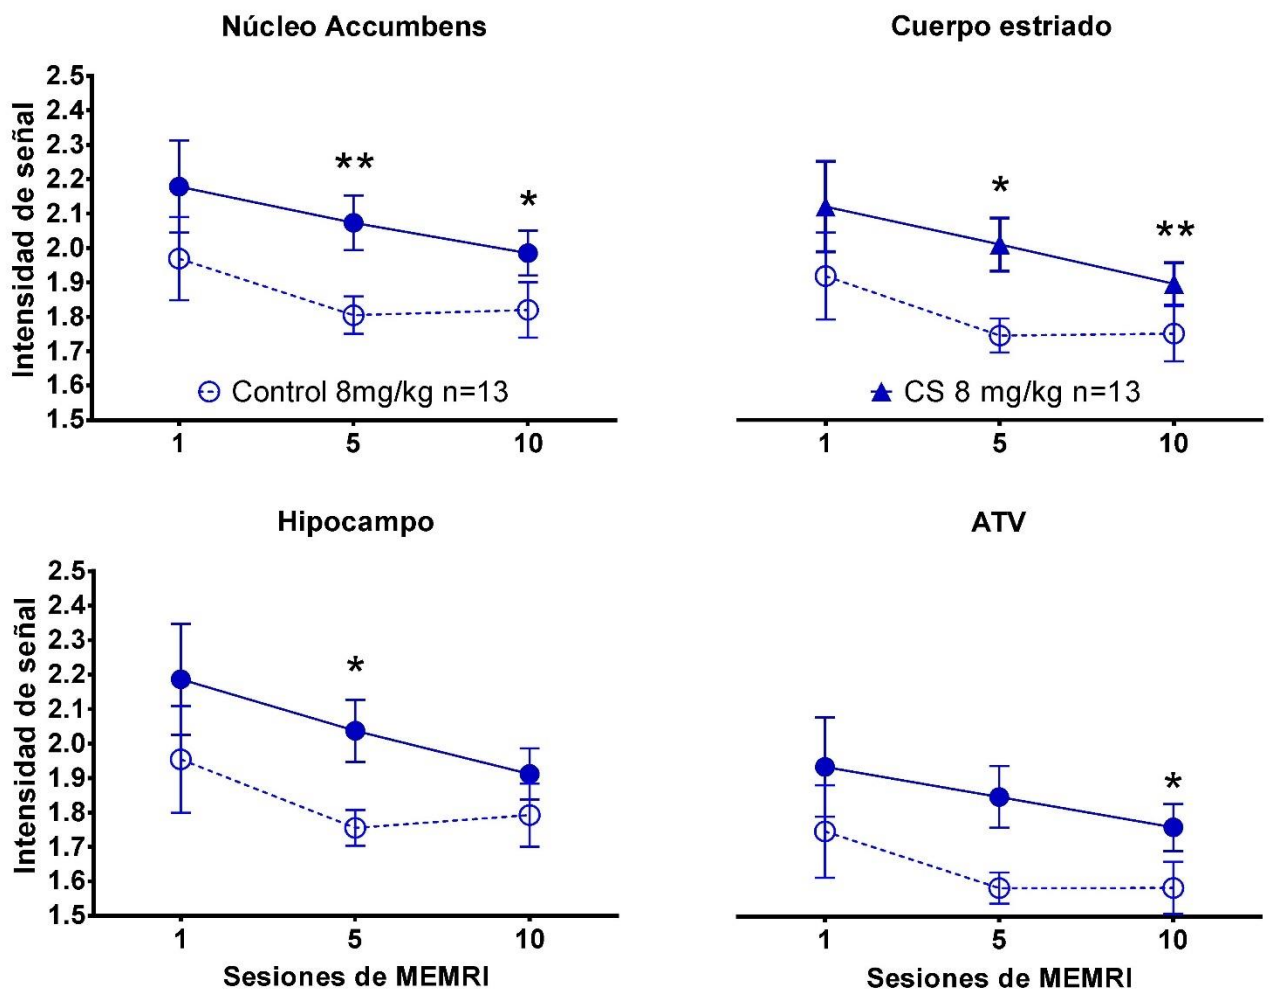 Núcleo Accumbens
Cuerpo estriado
Intensidad de señal
2.5
2.4
2.3
2.2
2.1
2.0
1.9
1.8
1.7
1.6
1.5
**
*
Control 8mg/kg n=13
1 5 10
*
**
CS 8 mg/kg n=13
1 5 10
Hipocampo
ATV
Intensidad de señal
2.5
2.4
2.3
2.2
2.1
2.0
1.9
1.8
1.7
1.6
1.5
*
1 5 10
Sesiones de MEMRI
*
1 5 10
Sesiones de MEMRI